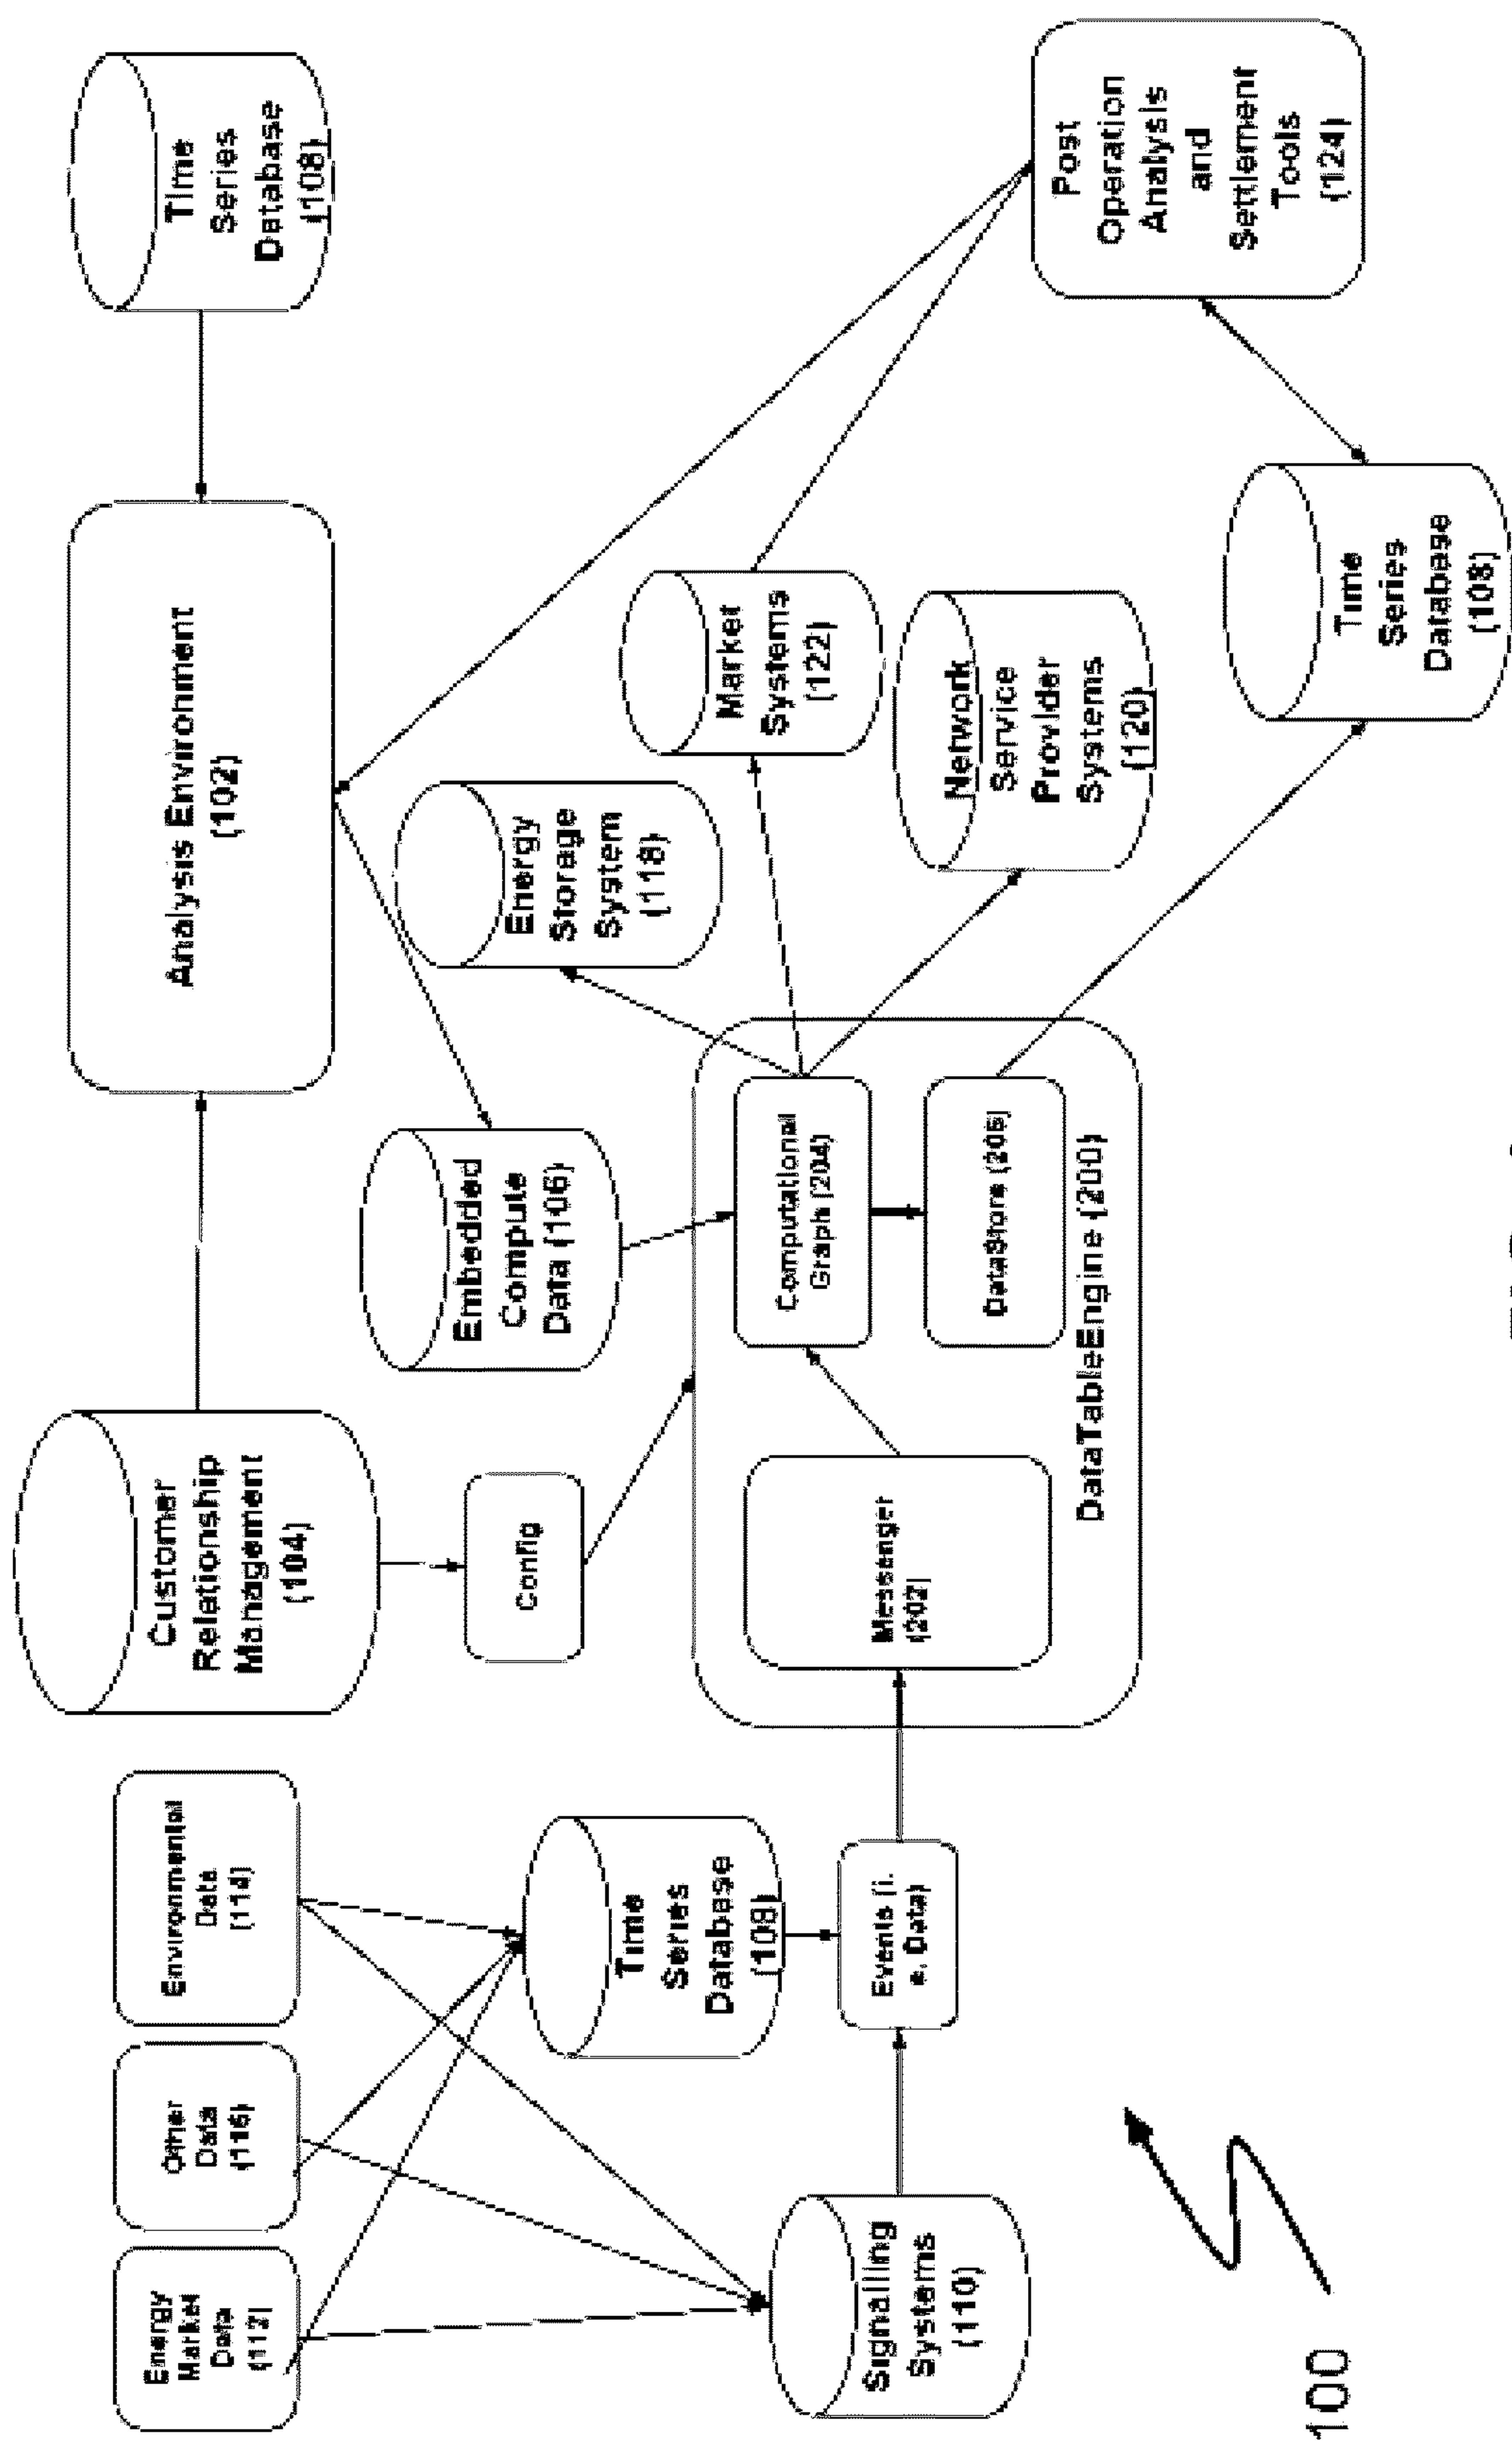 Energy
Market
Data
(112)
Other
Data
(116)
Environmental
Data
(114)
Customer
Relationship
Management
(104)
Analysis Environment
(102)
Time
Series
Database
(108)
Config
Embedded
Compute
Data (106)
Energy
Storage
System
(118)
Market
Systems
(122)
Network
Service
Provider
Systems
(120)
Time
Series
Database
(108)
Signalling
Systems
(110)
Events (i.
e. Data)
Messenger
(202)
Computational
Graph (204)
DataStore (206)
DataTableEngine (200)
Time
Series
Database
(108)
Post
Operation
Analysis
and
Settlement
Tools
(124)
100